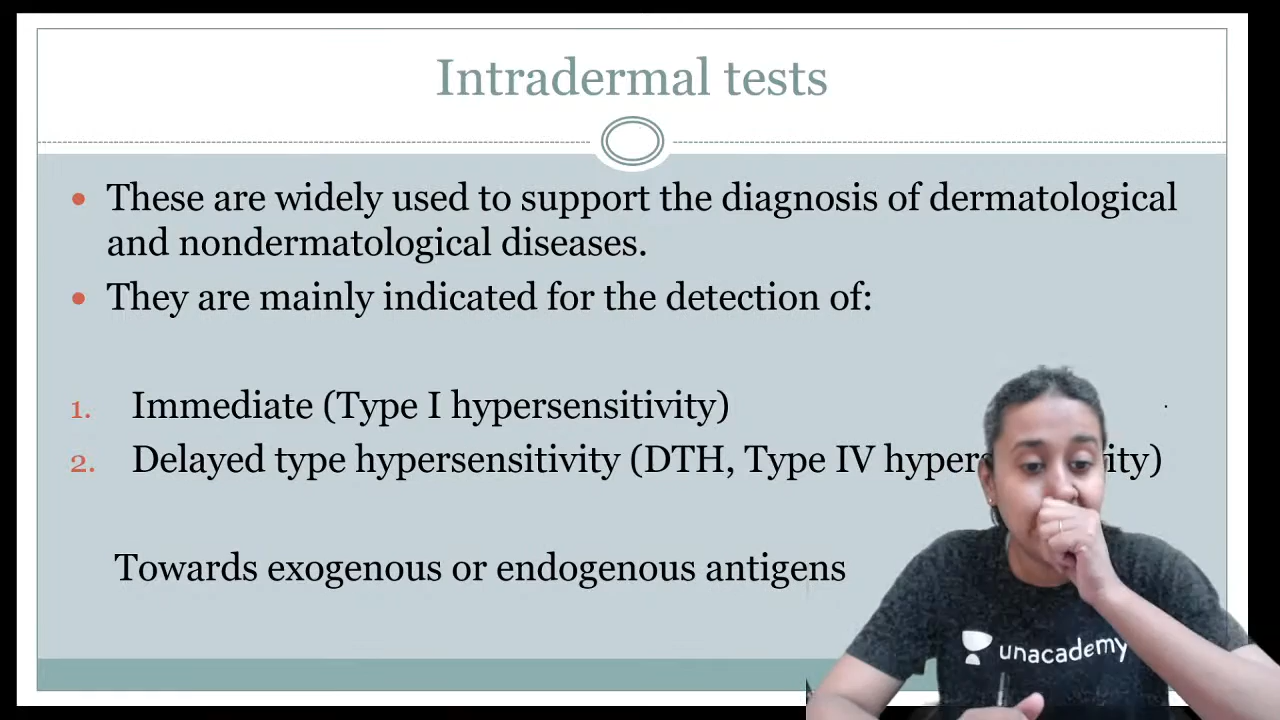 Intradermal tests
• These are widely used to support the diagnosis of dermatological
and nondermatological diseases.
• They are mainly indicated for the detection of:
1. Immediate (Type I hypersensitivity)
2. Delayed type hypersensitivity (DTH, Type IV hypers ity)
Towards exogenous or endogenous antigens
unacademy